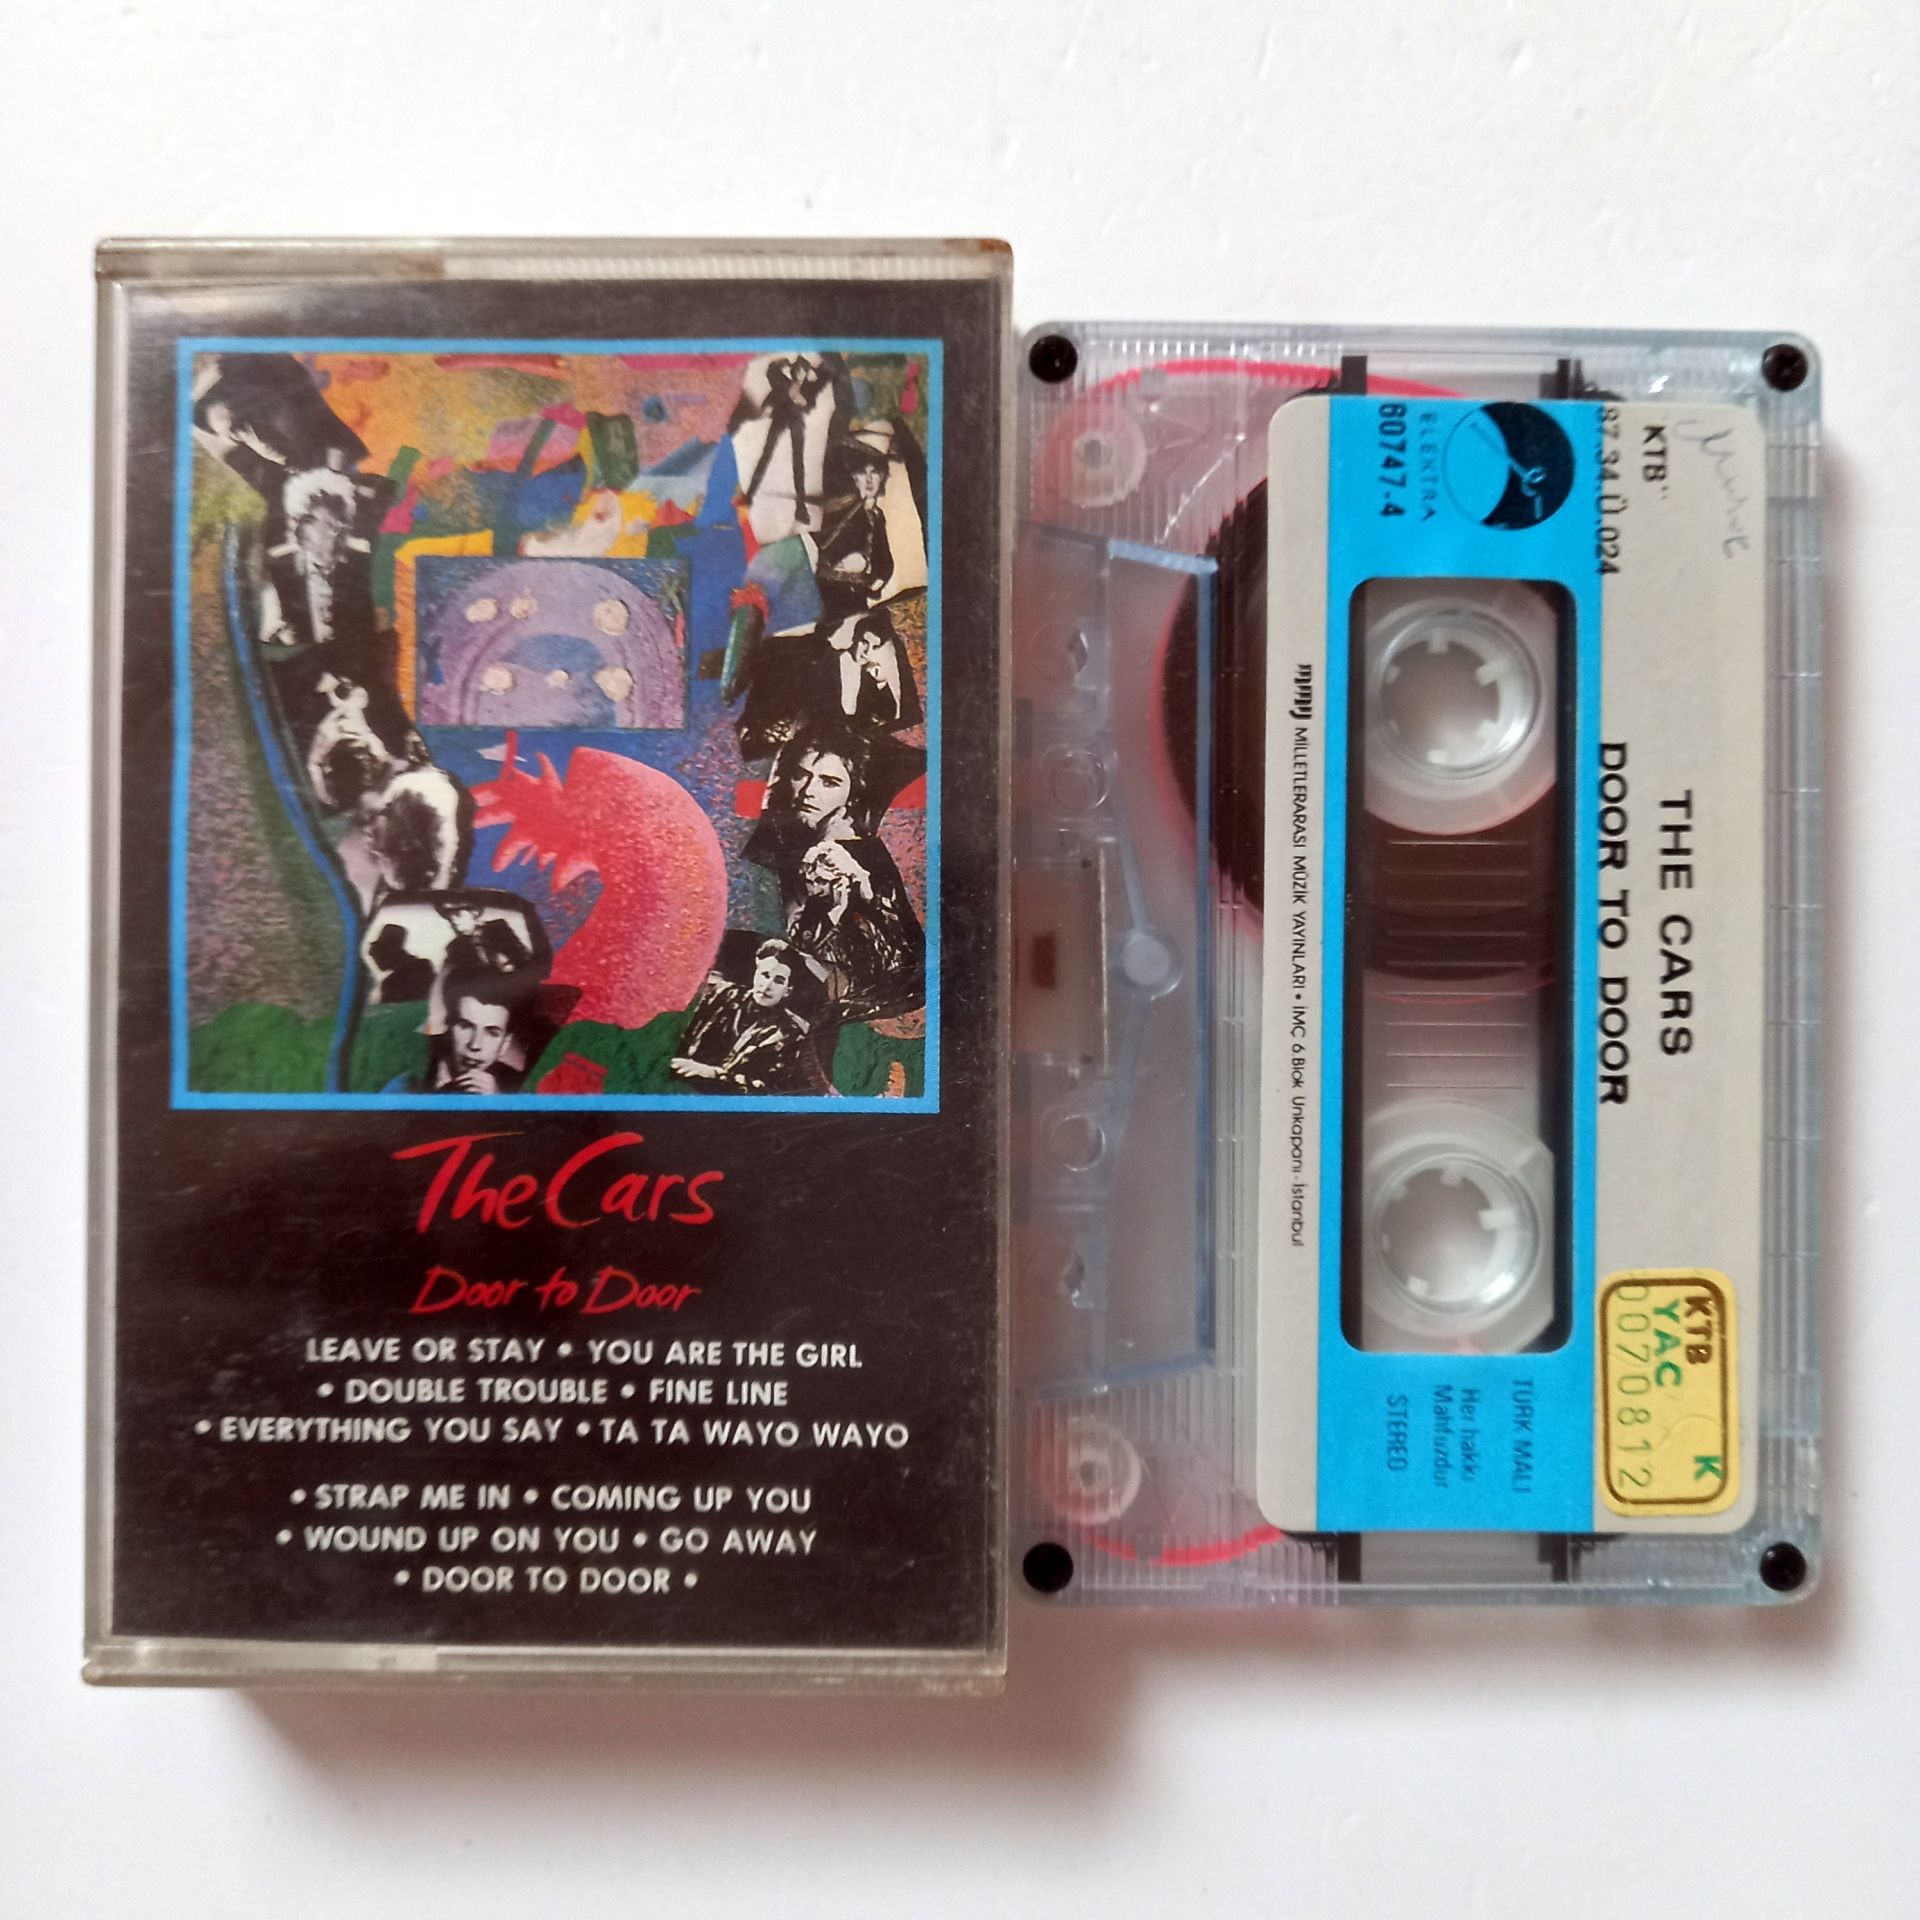 The Cars
Door to Door
LEAVE OR STAY • YOU ARE THE GIRL
• DOUBLE TROUBLE • FINE LINE
• EVERYTHING YOU SAY • TA TA WAYO WAYO
• STRAP ME IN • COMING UP YOU
• WOUND UP ON YOU • GO AWAY
• DOOR TO DOOR •
KTB
87.34.Ü.024
THE CARS
DOOR TO DOOR
ELEKTRA
60747-4
TÜRK MALI
Her hakkı
Mahfuzdur
STEREO
MİLLETLERARASI MÜZİK YAYINLARI • İMÇ 6.Blok Unkapanı - İstanbul
KTB
YAÇ K
0070812